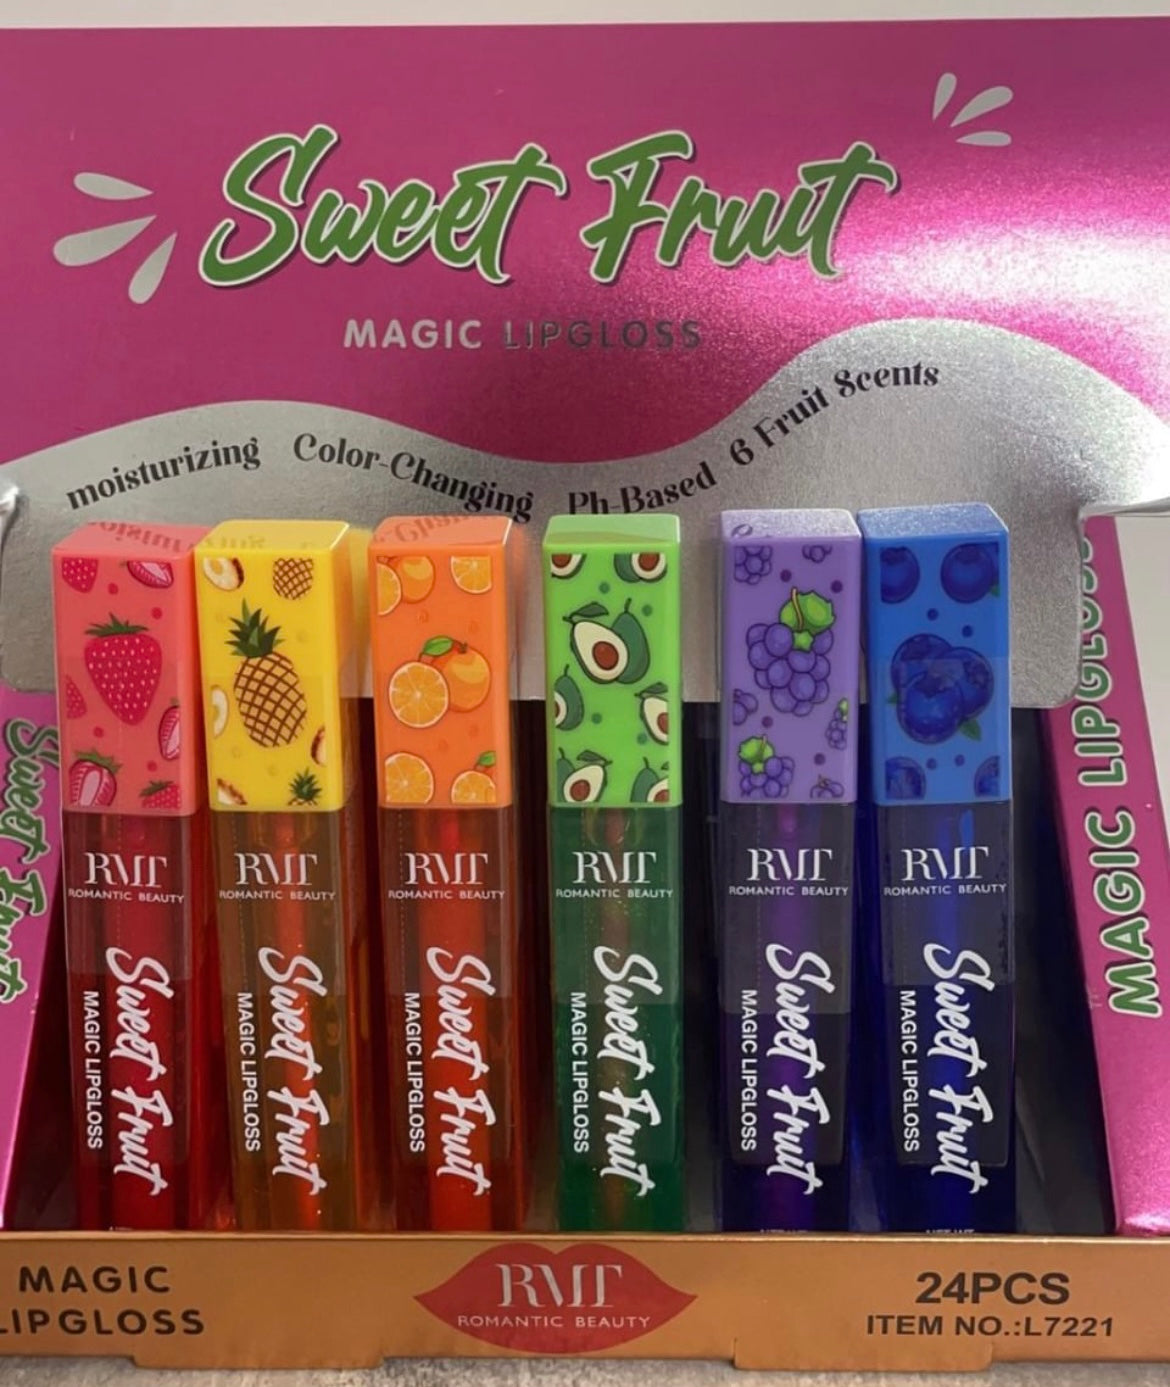 Sweet Fruit
MAGIC LIPGLOSS
moisturizing Color-Changing Ph-Based 6 Fruit Scents
RMT RMT RMT RMT RMT RMT
ROMANTIC BEAUTY ROMANTIC BEAUTY ROMANTIC BEAUTY ROMANTIC BEAUTY ROMANTIC BEAUTY ROMANTIC BEAUTY
Sweet Fruit
MAGIC LIPGLOSS
Sweet Fruit
MAGIC LIPGLOSS
Sweet Fruit
MAGIC LIPGLOSS
Sweet Fruit
MAGIC LIPGLOSS
Sweet Fruit
MAGIC LIPGLOSS
Sweet Fruit
MAGIC LIPGLOSS
Sweet Fruit
MAGIC LIPGLOSS
MAGIC
LIPGLOSS
RMT
ROMANTIC BEAUTY
24PCS
ITEM NO.:L7221